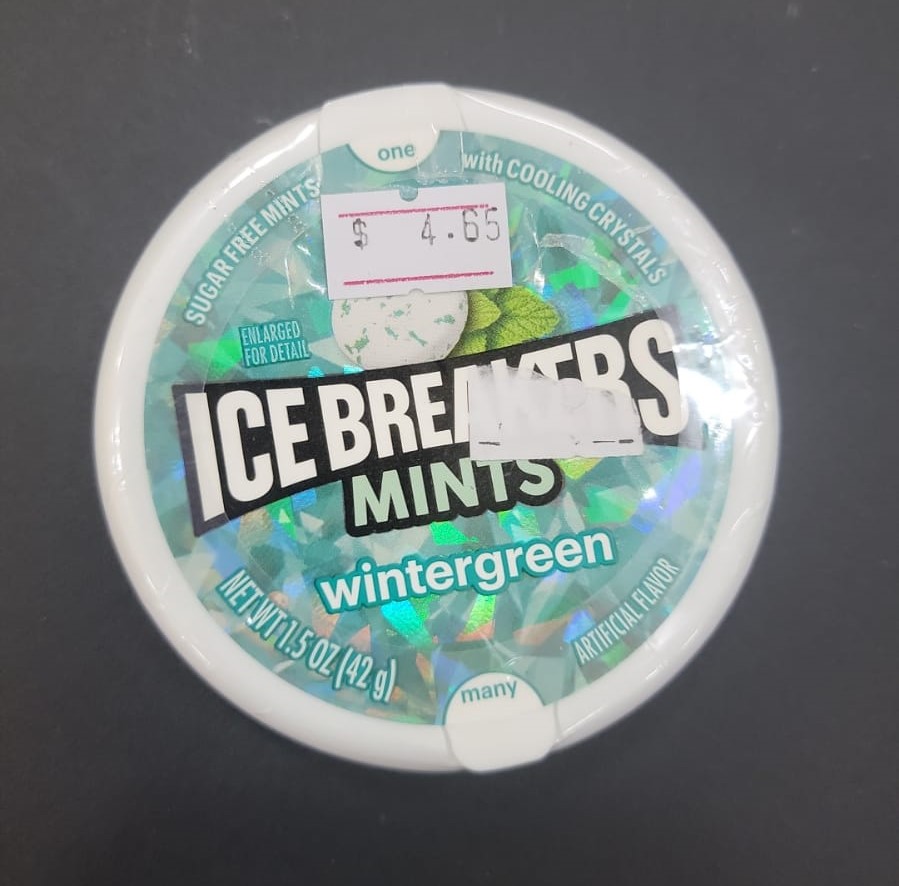 one
SUGAR FREE MINTS
with COOLING CRYSTALS
$ 4.65
ENLARGED
FOR DETAIL
ICE BREAKERS
MINTS
wintergreen
NET WT 1.5 OZ (42 g)
ARTIFICIAL FLAVOR
many